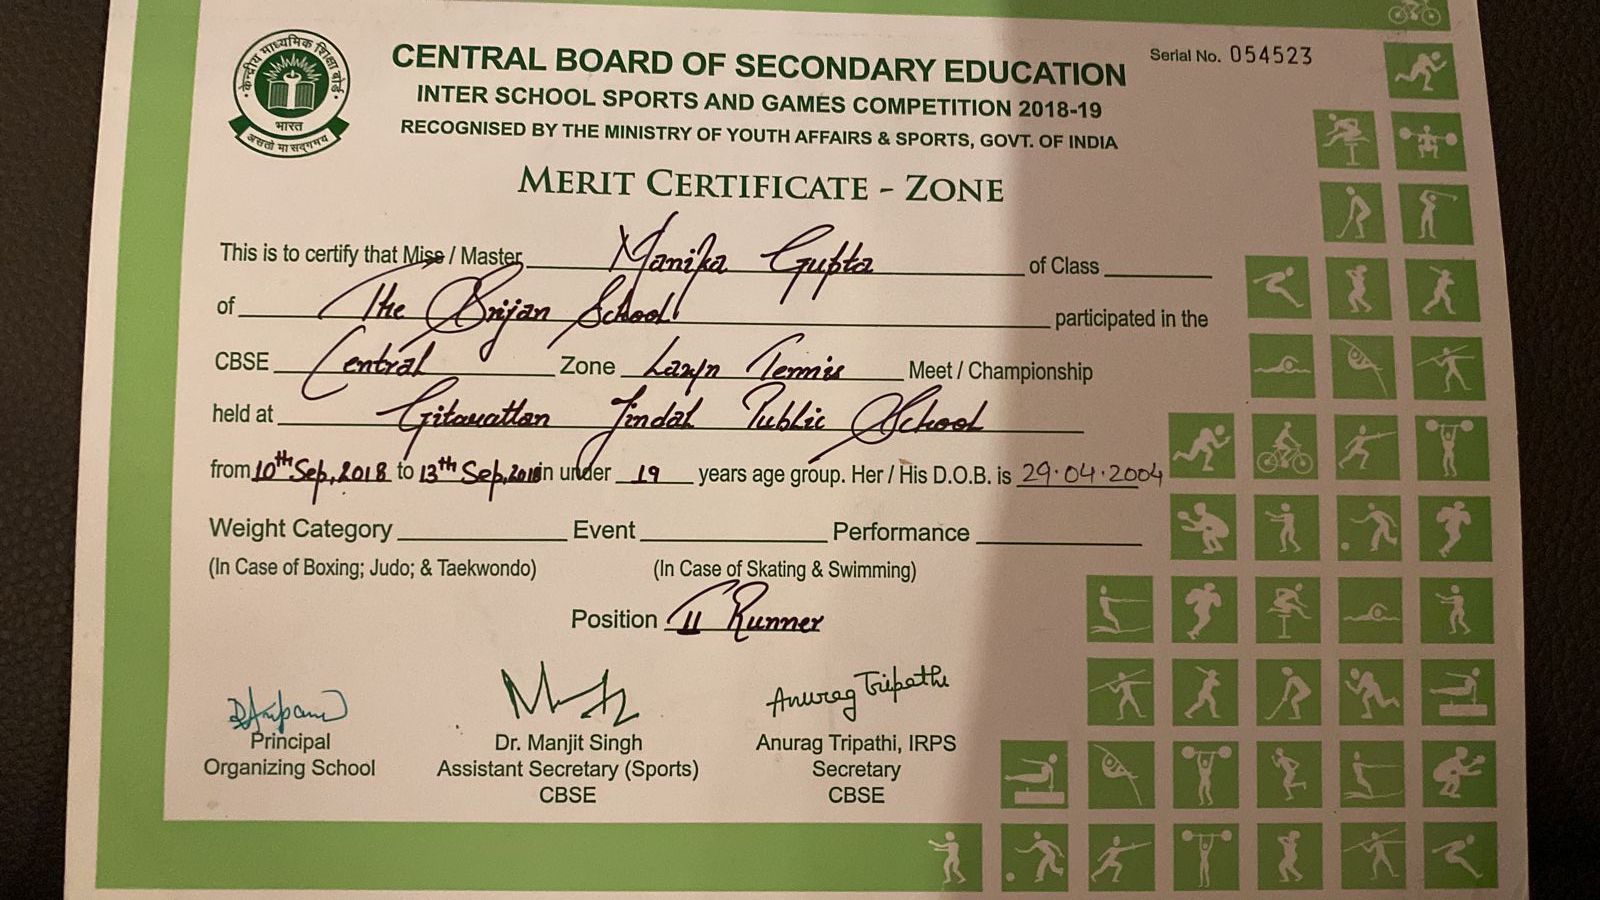 केन्द्रीय माध्यमिक शिक्षा बोर्ड
भारत
असतो मा सद्गमय
Serial No. 054523
CENTRAL BOARD OF SECONDARY EDUCATION
INTER SCHOOL SPORTS AND GAMES COMPETITION 2018-19
RECOGNISED BY THE MINISTRY OF YOUTH AFFAIRS & SPORTS, GOVT. OF INDIA
MERIT CERTIFICATE - ZONE
This is to certify that Miss / Master Manika Gupta of Class
of The Srijan School participated in the
CBSE Central Zone Lawn Tennis Meet / Championship
held at Gitarattan Jindal Public School
from 10th Sep, 2018 to 13th Sep, 2018 in under 19 years age group. Her / His D.O.B. is 29.04.2004
Weight Category Event Performance
(In Case of Boxing; Judo; & Taekwondo) (In Case of Skating & Swimming)
Position II Runner
Anurag Tripathi
Principal Dr. Manjit Singh Anurag Tripathi, IRPS
Organizing School Assistant Secretary (Sports) Secretary
CBSE CBSE